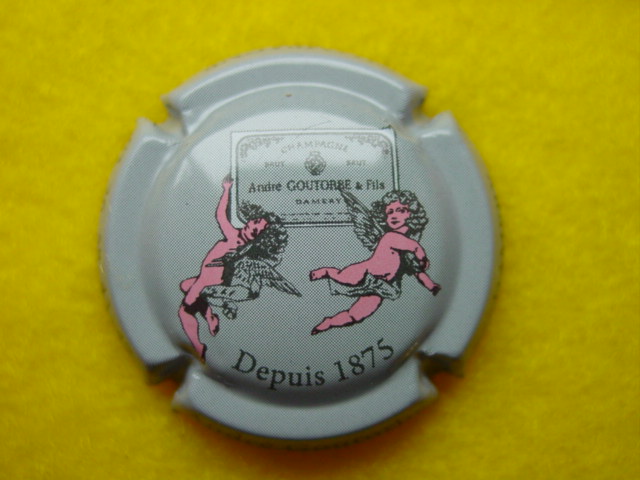 CHAMPAGNE
BRUT BRUT
André GOUTORBE & Fils
DAMERY
Depuis 1875